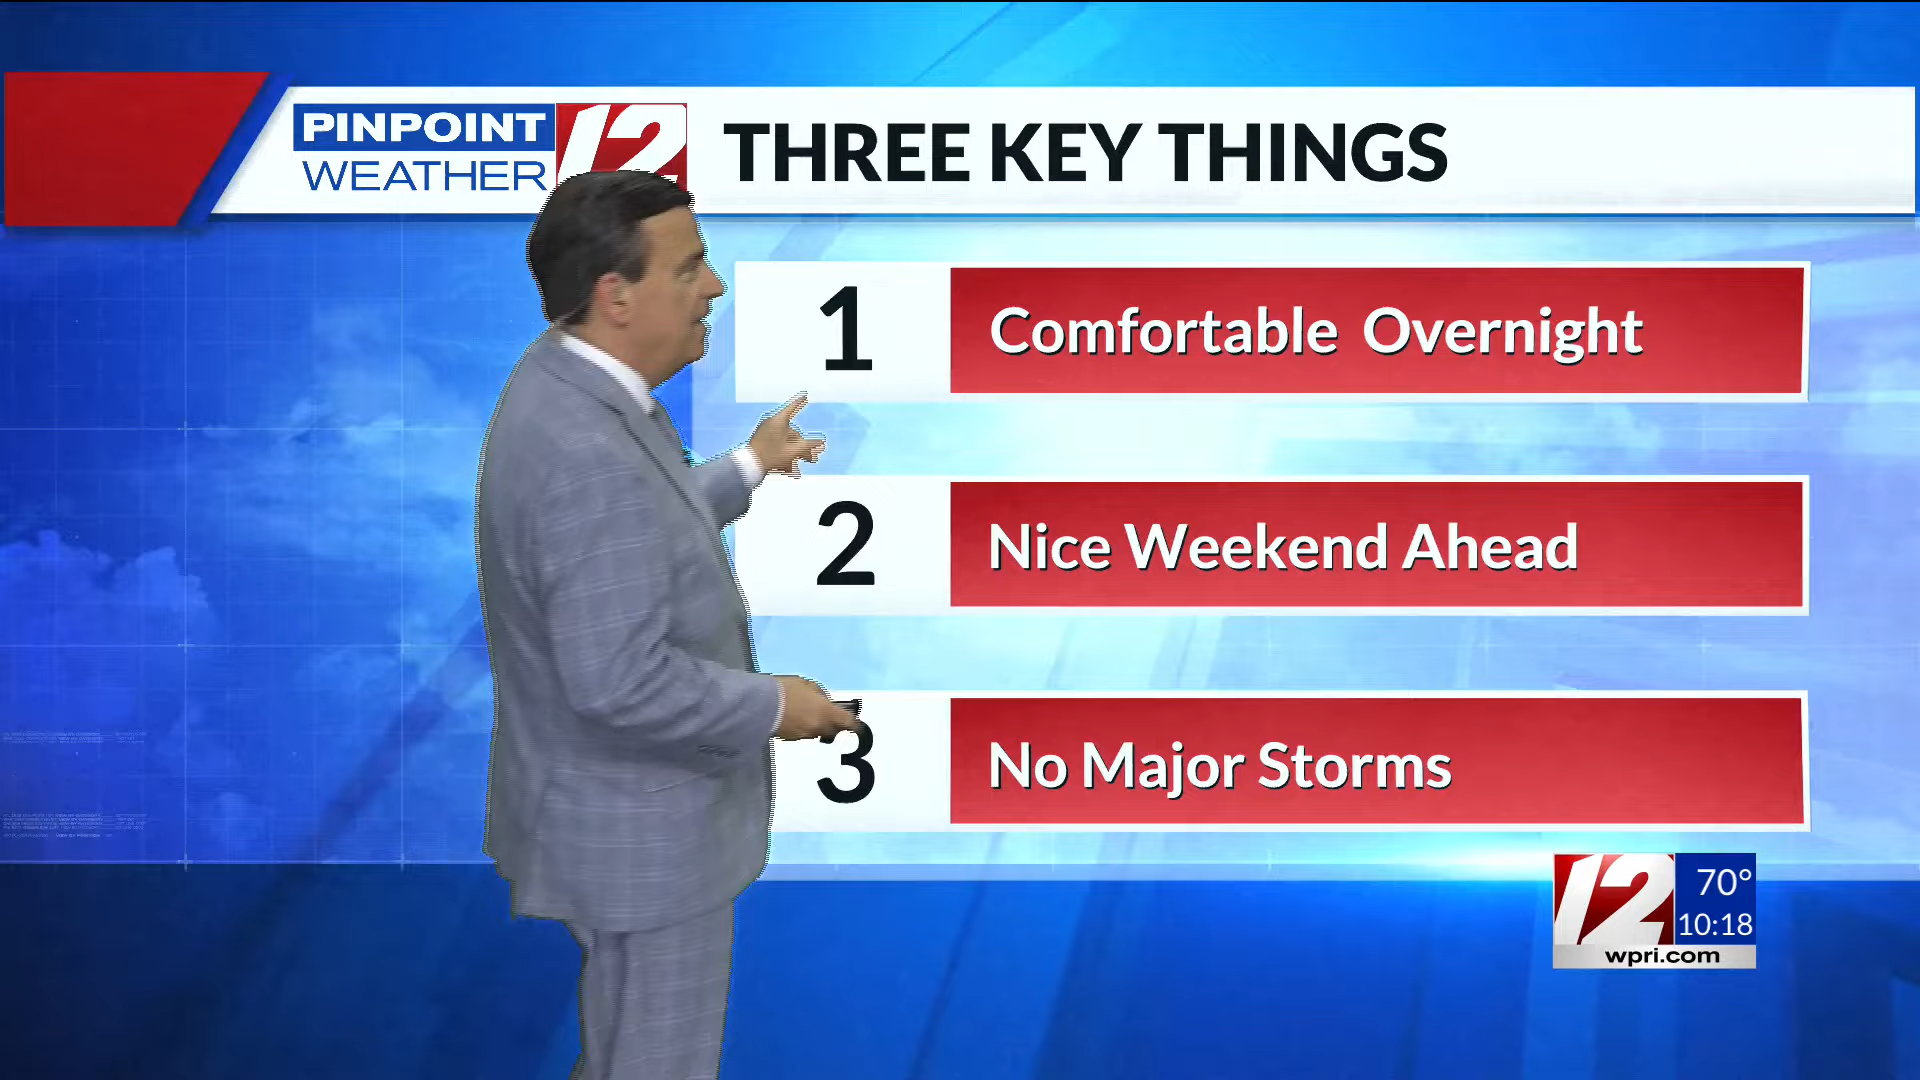 PINPOINT
WEATHER
12
THREE KEY THINGS
1
Comfortable Overnight
2
Nice Weekend Ahead
3
No Major Storms
12
70°
10:18
wpri.com